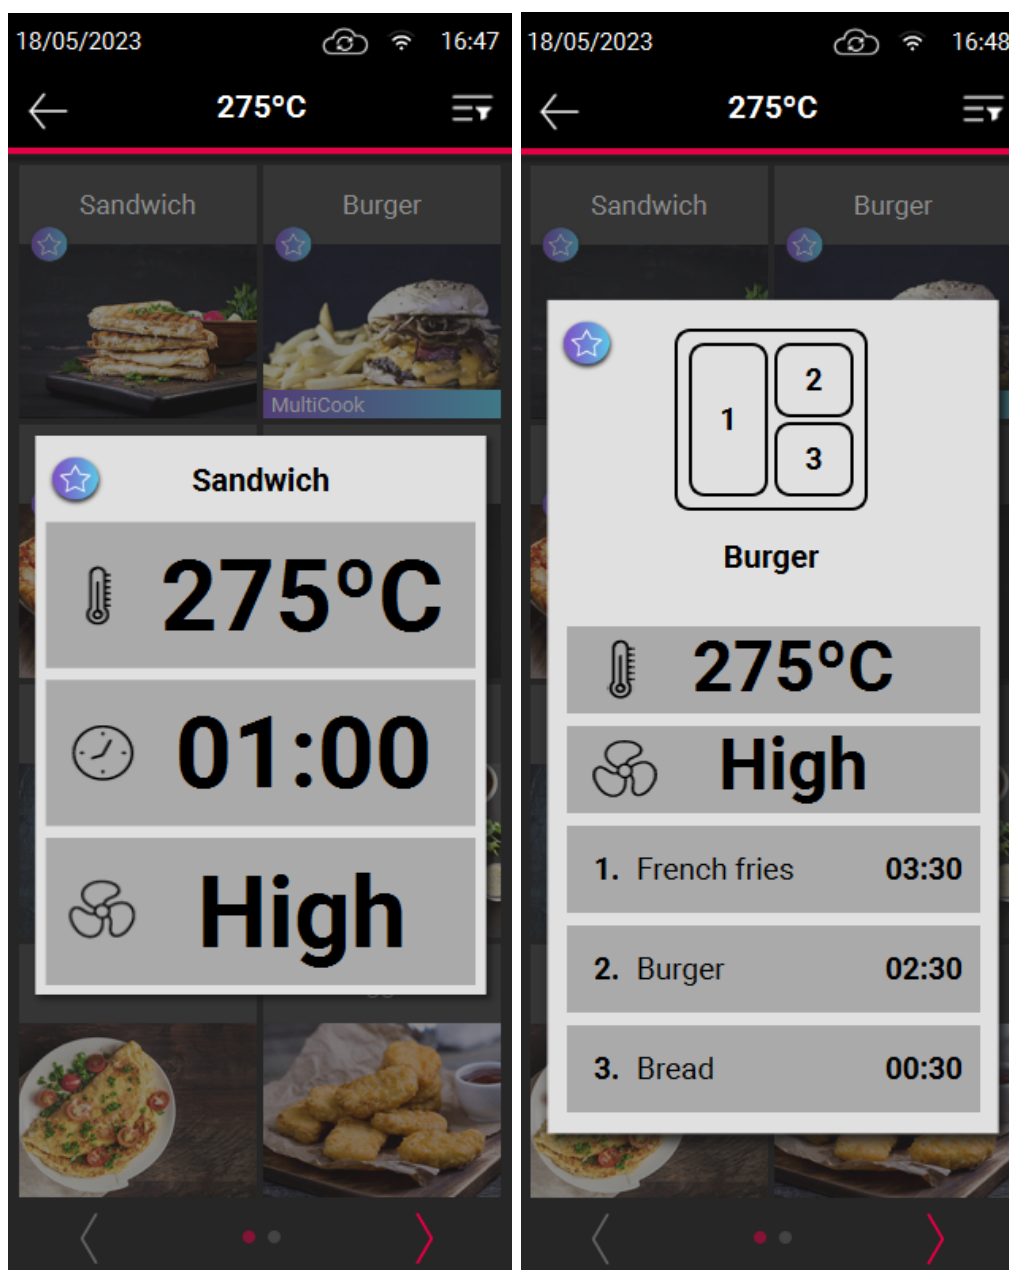 18/05/2023 16:47
275°C
Sandwich Burger
MultiCook
Sandwich
275°C
01:00
High
18/05/2023 16:48
275°C
Sandwich Burger
1 2
3
Burger
275°C
High
1. French fries 03:30
2. Burger 02:30
3. Bread 00:30